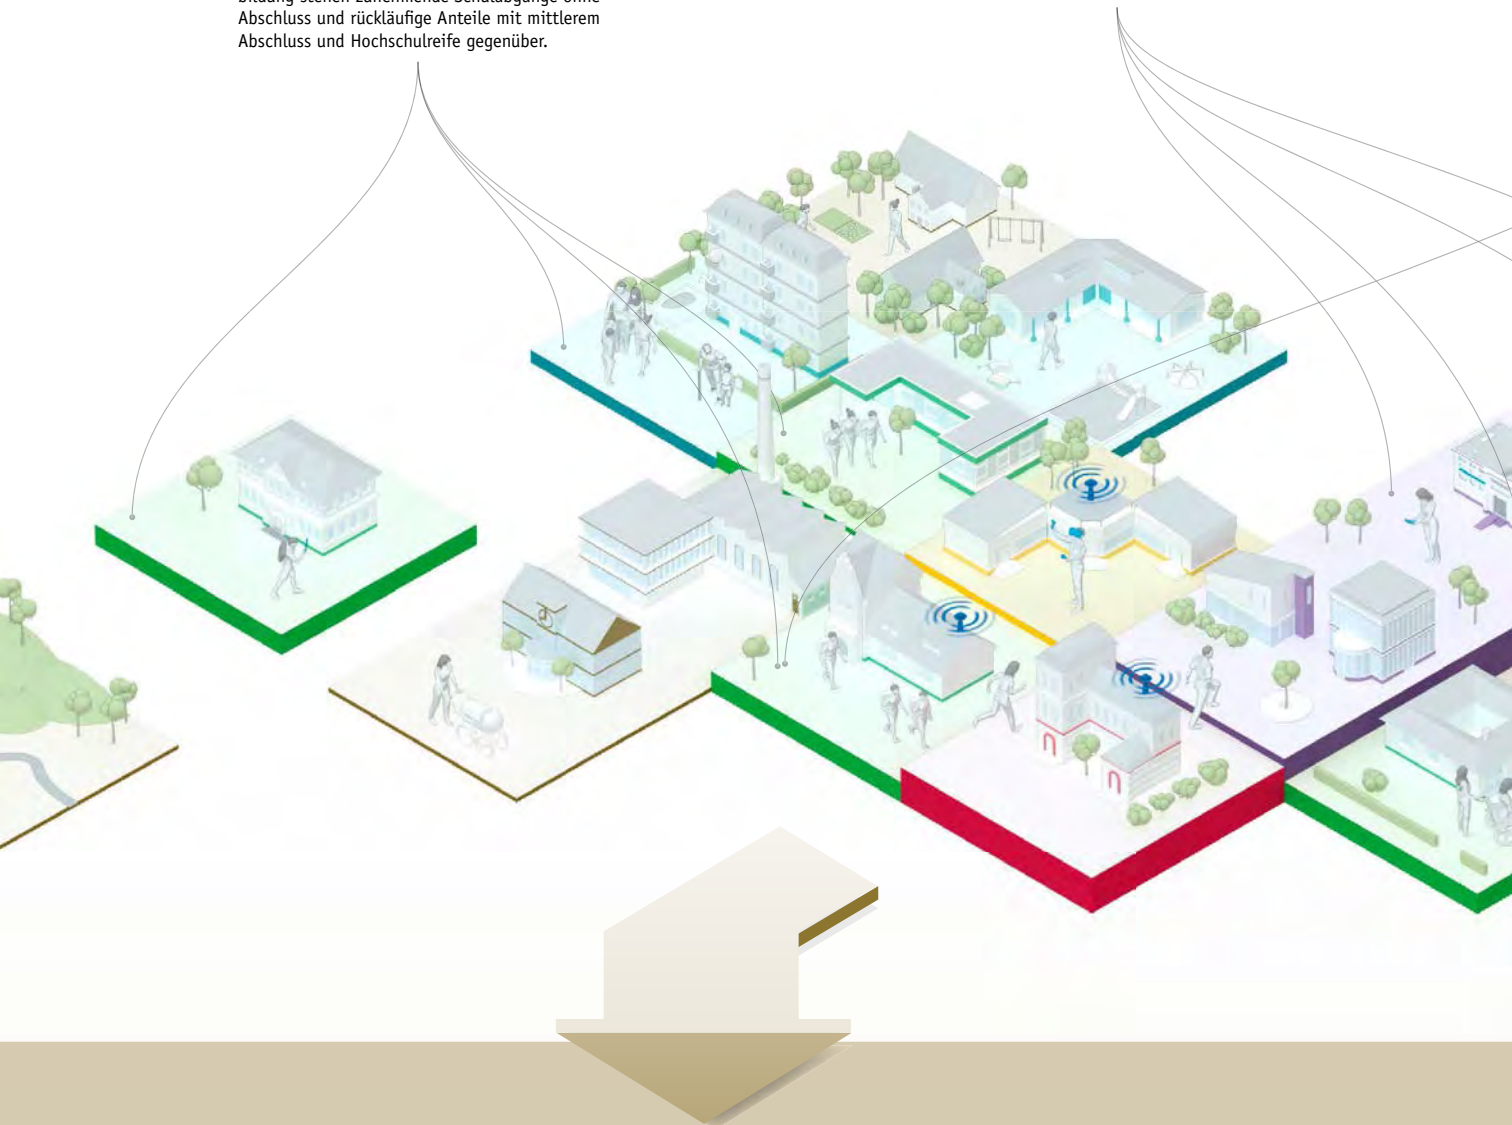 Abschluss und rückläufige Anteile mit mittlerem
Abschluss und Hochschulreife gegenüber.